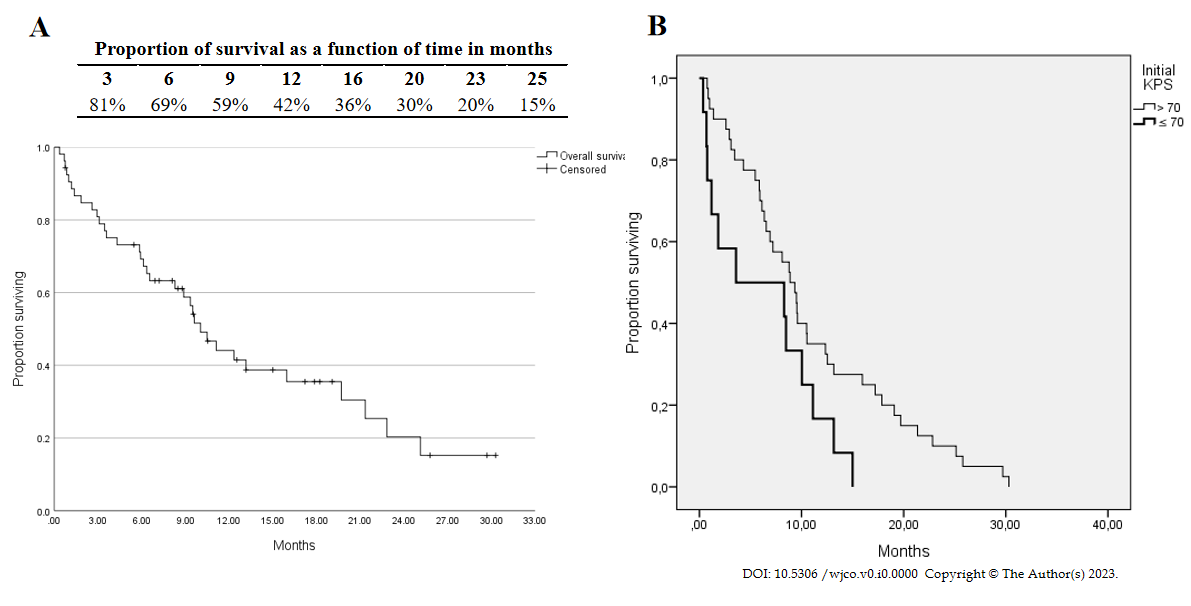 A
Proportion of survival as a function of time in months
3 6 9 12 16 20 23 25
81% 69% 59% 42% 36% 30% 20% 15%
1.0
0.8
0.6
0.4
0.2
0.0
Proportion surviving
.00 3.00 6.00 9.00 12.00 15.00 18.00 21.00 24.00 27.00 30.00 33.00
Months
Overall surviva
Censored
B
1,0
0,8
0,6
0,4
0,2
0,0
Proportion surviving
,00 10,00 20,00 30,00 40,00
Months
Initial
KPS
> 70
≤ 70
DOI: 10.5306 /wjco.v0.i0.0000 Copyright © The Author(s) 2023.